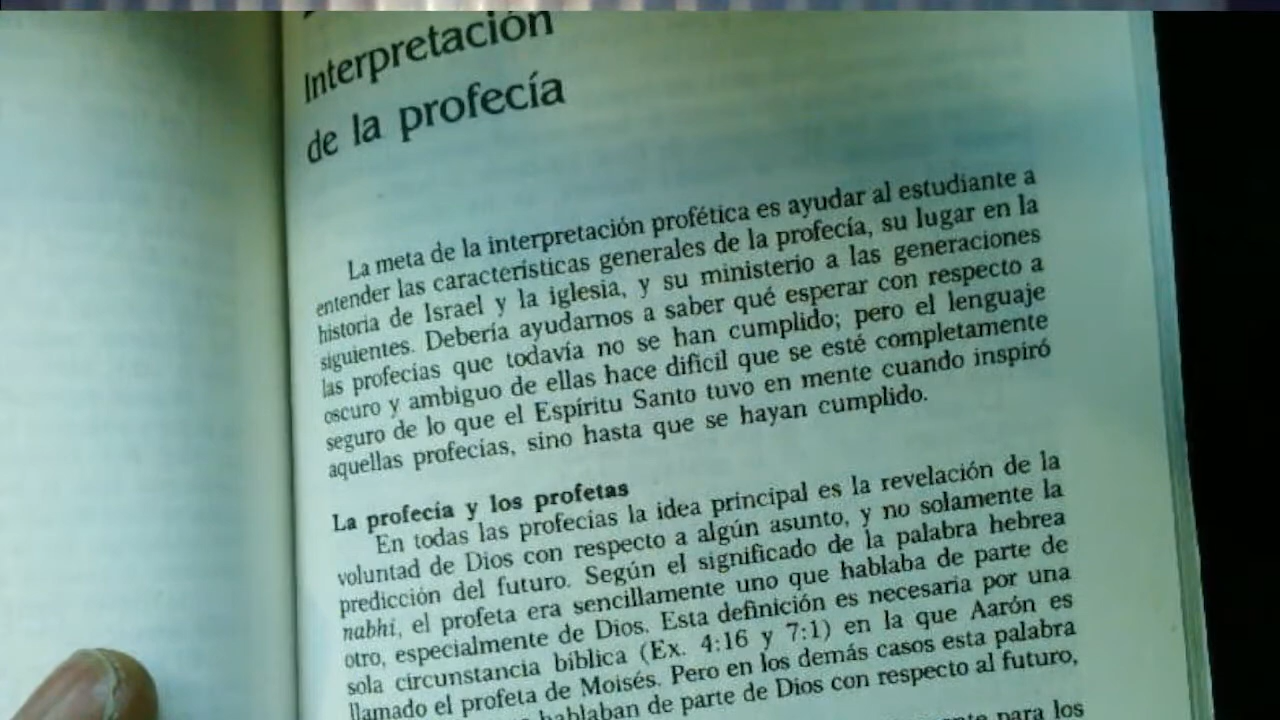 Interpretación
de la profecía
La meta de la interpretación profética es ayudar al estudiante a
entender las características generales de la profecía, su lugar en la
historia de Israel y la iglesia, y su ministerio a las generaciones
siguientes. Debería ayudarnos a saber qué esperar con respecto a
las profecías que todavía no se han cumplido; pero el lenguaje
oscuro y ambiguo de ellas hace difícil que se esté completamente
seguro de lo que el Espíritu Santo tuvo en mente cuando inspiró
aquellas profecías, sino hasta que se hayan cumplido.
La profecía y los profetas
En todas las profecías la idea principal es la revelación de la
voluntad de Dios con respecto a algún asunto, y no solamente la
predicción del futuro. Según el significado de la palabra hebrea
nabhi, el profeta era sencillamente uno que hablaba de parte de
otro, especialmente de Dios. Esta definición es necesaria por una
sola circunstancia bíblica (Ex. 4:16 y 7:1) en la que Aarón es
llamado el profeta de Moisés. Pero en los demás casos esta palabra
hablaban de parte de Dios con respecto al futuro,
para los